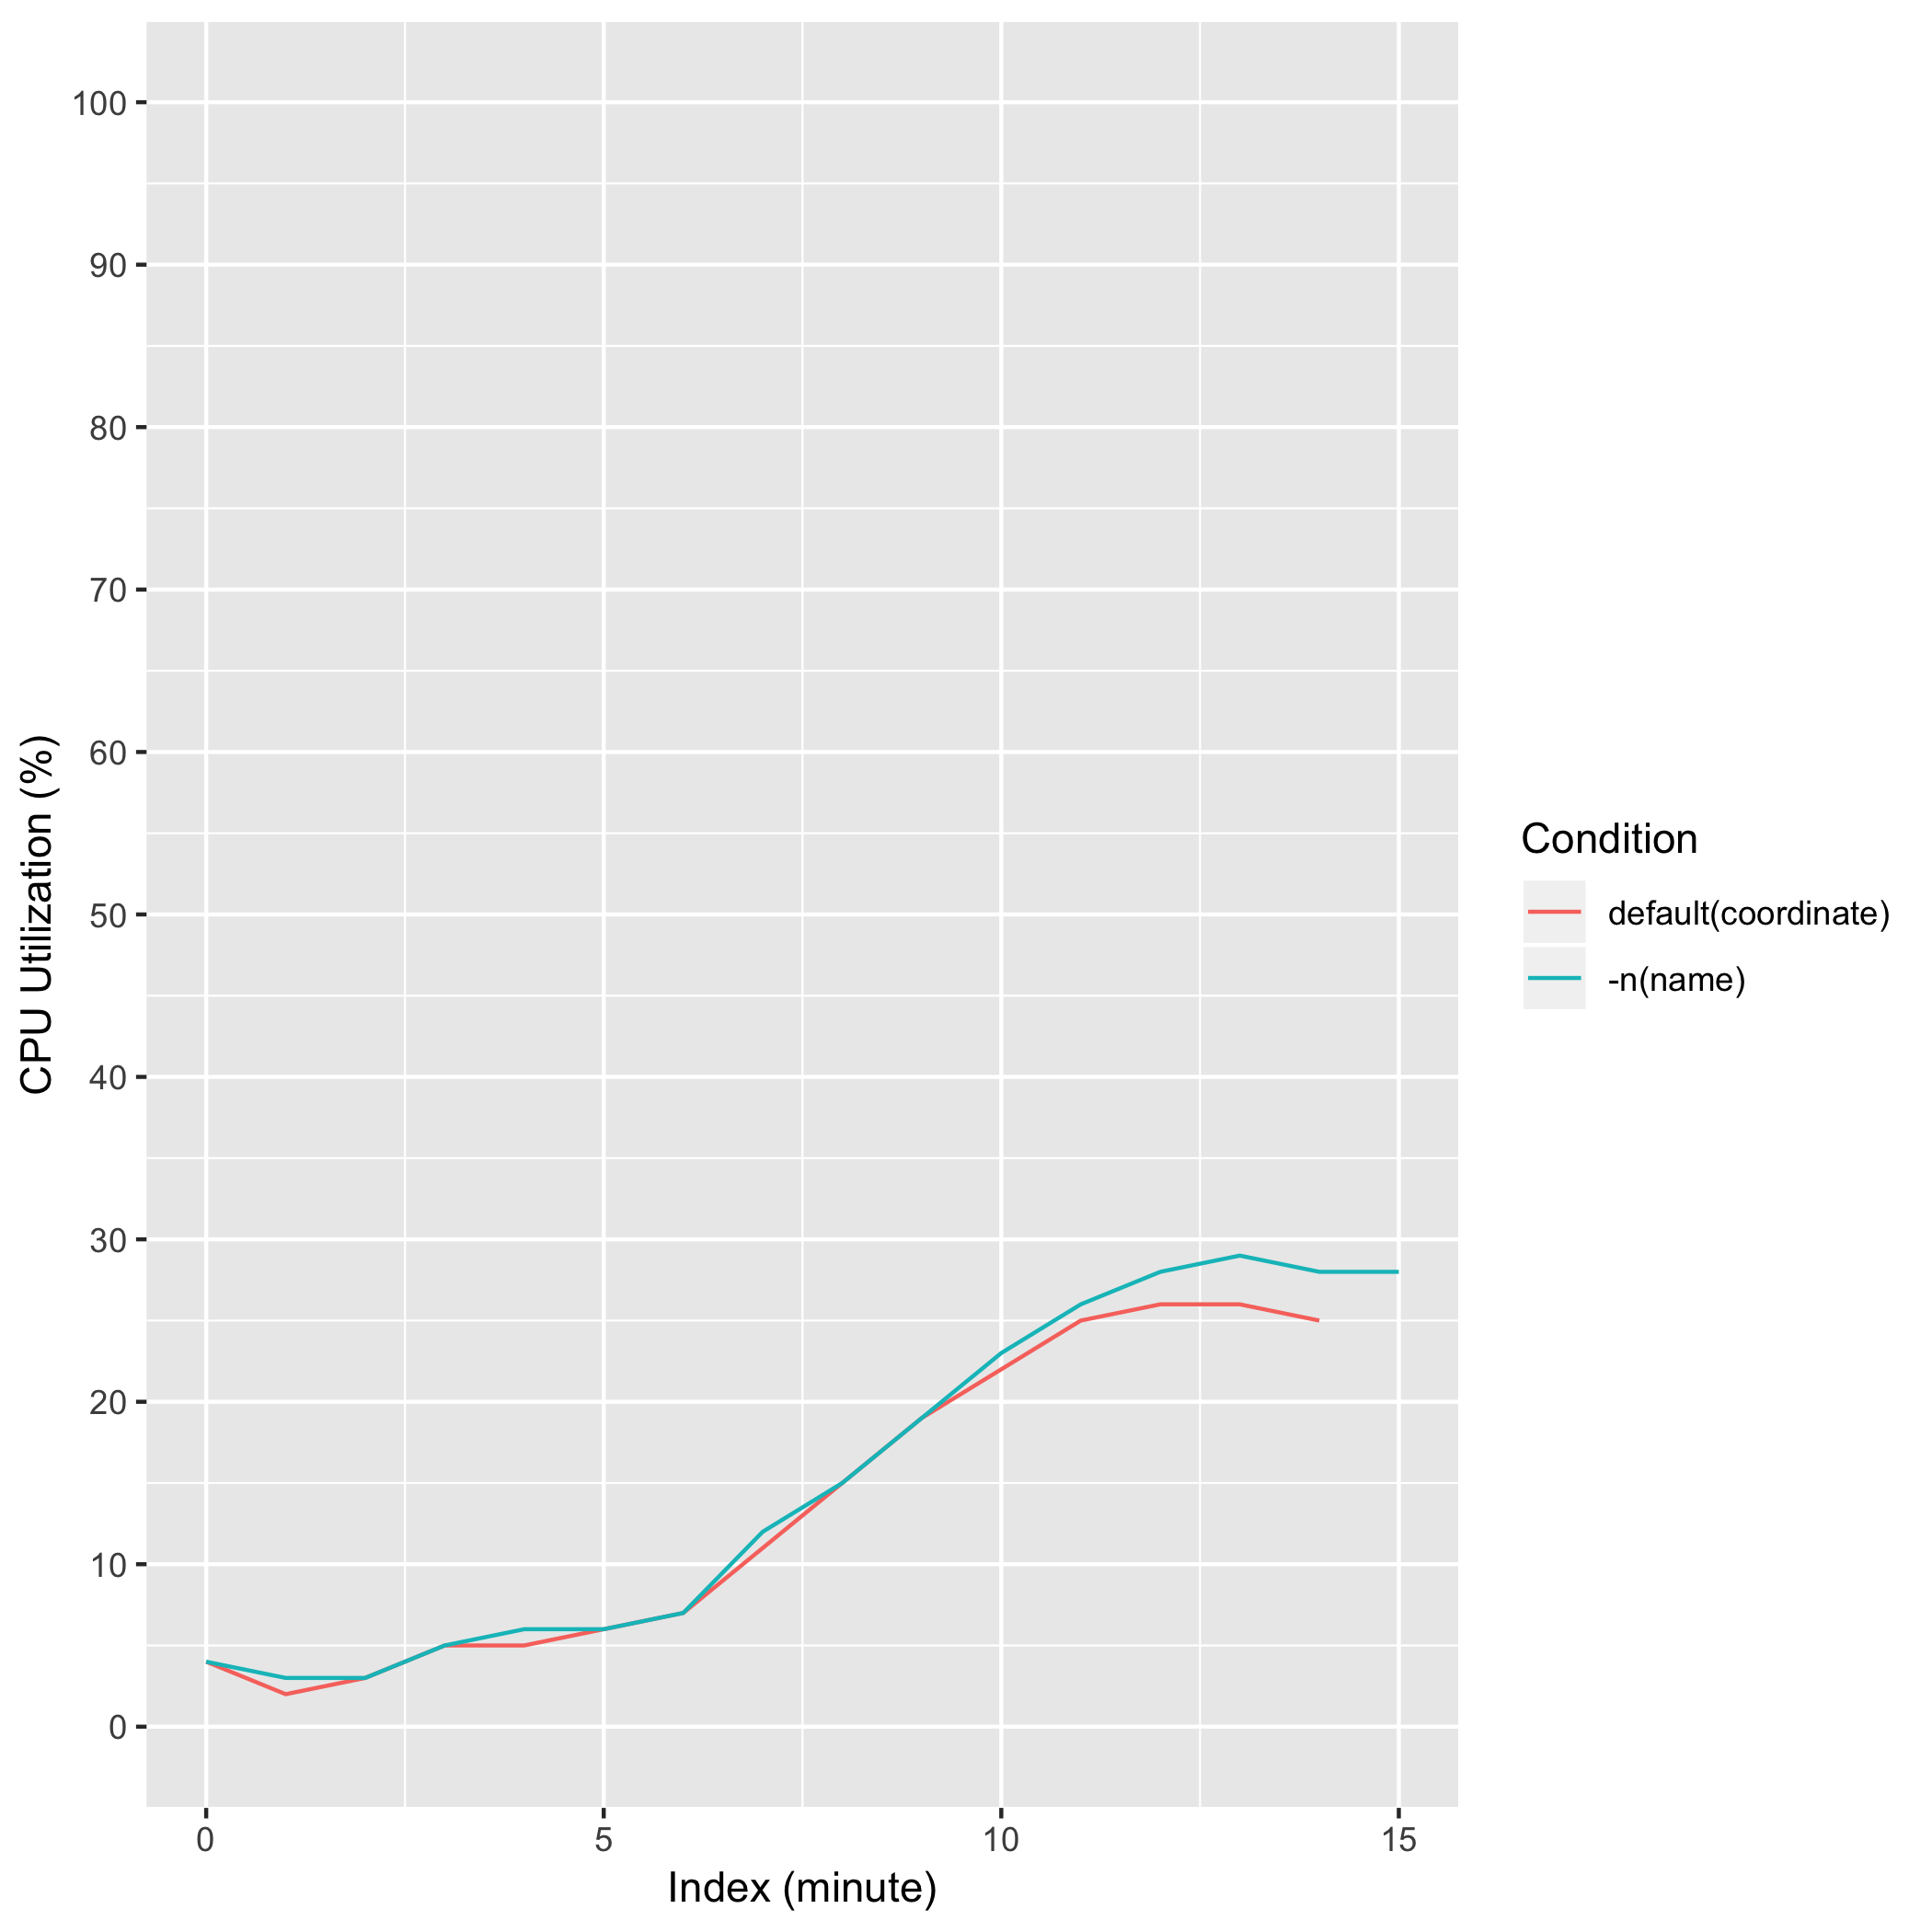 100
90
80
70
60
50
40
30
20
10
0
CPU Utilization (%)
0 5 10 15
Index (minute)
Condition
default(coordinate)
-n(name)